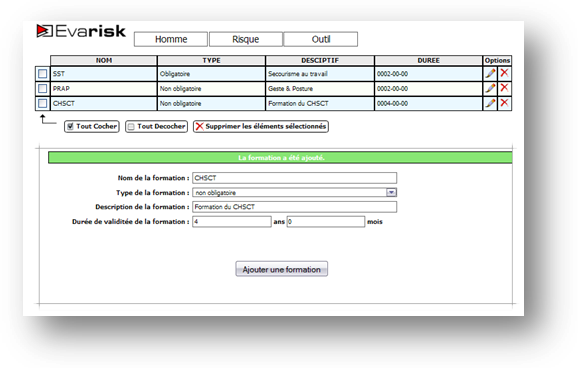 Evarisk
Homme Risque Outil
NOM TYPE DESCRIPTIF DUREE Options
SST Obligatoire Secourisme au travail 0002-00-00
PRAP Non obligatoire Geste & Posture 0002-00-00
CHSCT Non obligatoire Formation du CHSCT 0004-00-00
Tout Cocher Tout Decocher Supprimer les éléments sélectionnés
La formation a été ajouté.
Nom de la formation : CHSCT
Type de la formation : non obligatoire
Description de la formation : Formation du CHSCT
Durée de validitée de la formation : 4 ans 0 mois
Ajouter une formation